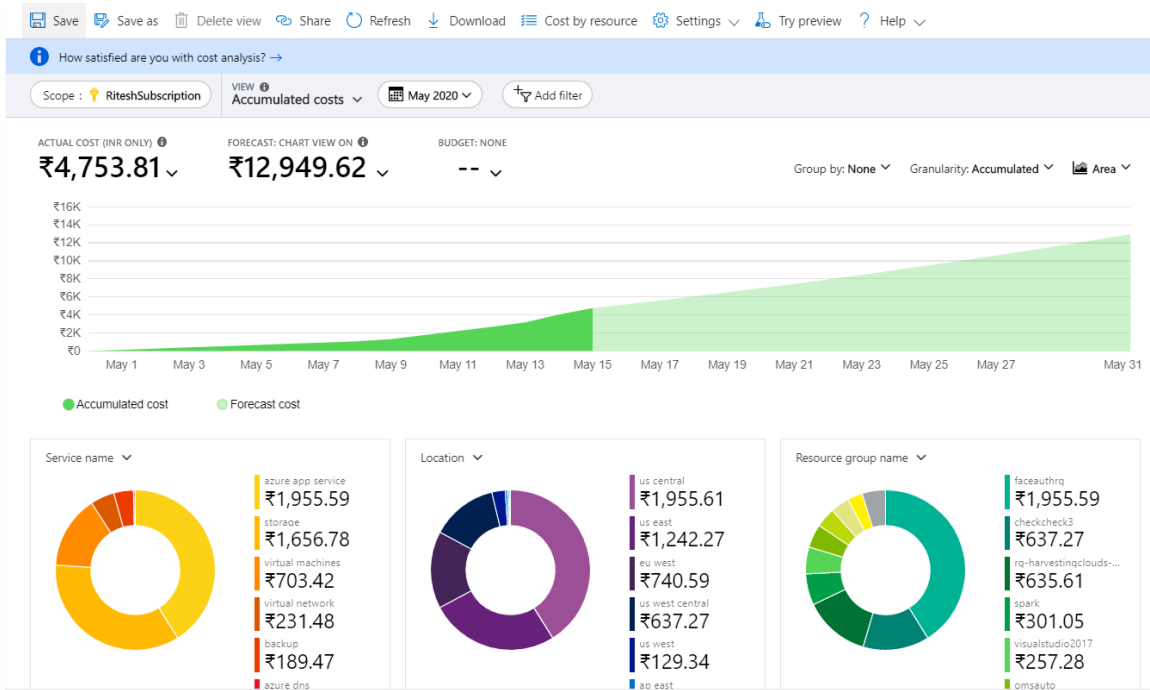 Save Save as Delete view Share Refresh Download Cost by resource Settings Try preview ? Help
How satisfied are you with cost analysis? →
Scope : RiteshSubscription VIEW Accumulated costs May 2020 Add filter
ACTUAL COST (INR ONLY) FORECAST: CHART VIEW ON BUDGET: NONE
₹4,753.81 ₹12,949.62 --
Group by: None Granularity: Accumulated Area
₹16K
₹14K
₹12K
₹10K
₹8K
₹6K
₹4K
₹2K
₹0
May 1 May 3 May 5 May 7 May 9 May 11 May 13 May 15 May 17 May 19 May 21 May 23 May 25 May 27 May 31
Accumulated cost Forecast cost
Service name
azure app service
₹1,955.59
storage
₹1,656.78
virtual machines
₹703.42
virtual network
₹231.48
backup
₹189.47
azure dns
Location
us central
₹1,955.61
us east
₹1,242.27
eu west
₹740.59
us west central
₹637.27
us west
₹129.34
ap east
Resource group name
faceauthrg
₹1,955.59
checkcheck3
₹637.27
rg-harvestingclouds-...
₹635.61
spark
₹301.05
visualstudio2017
₹257.28
omsauto